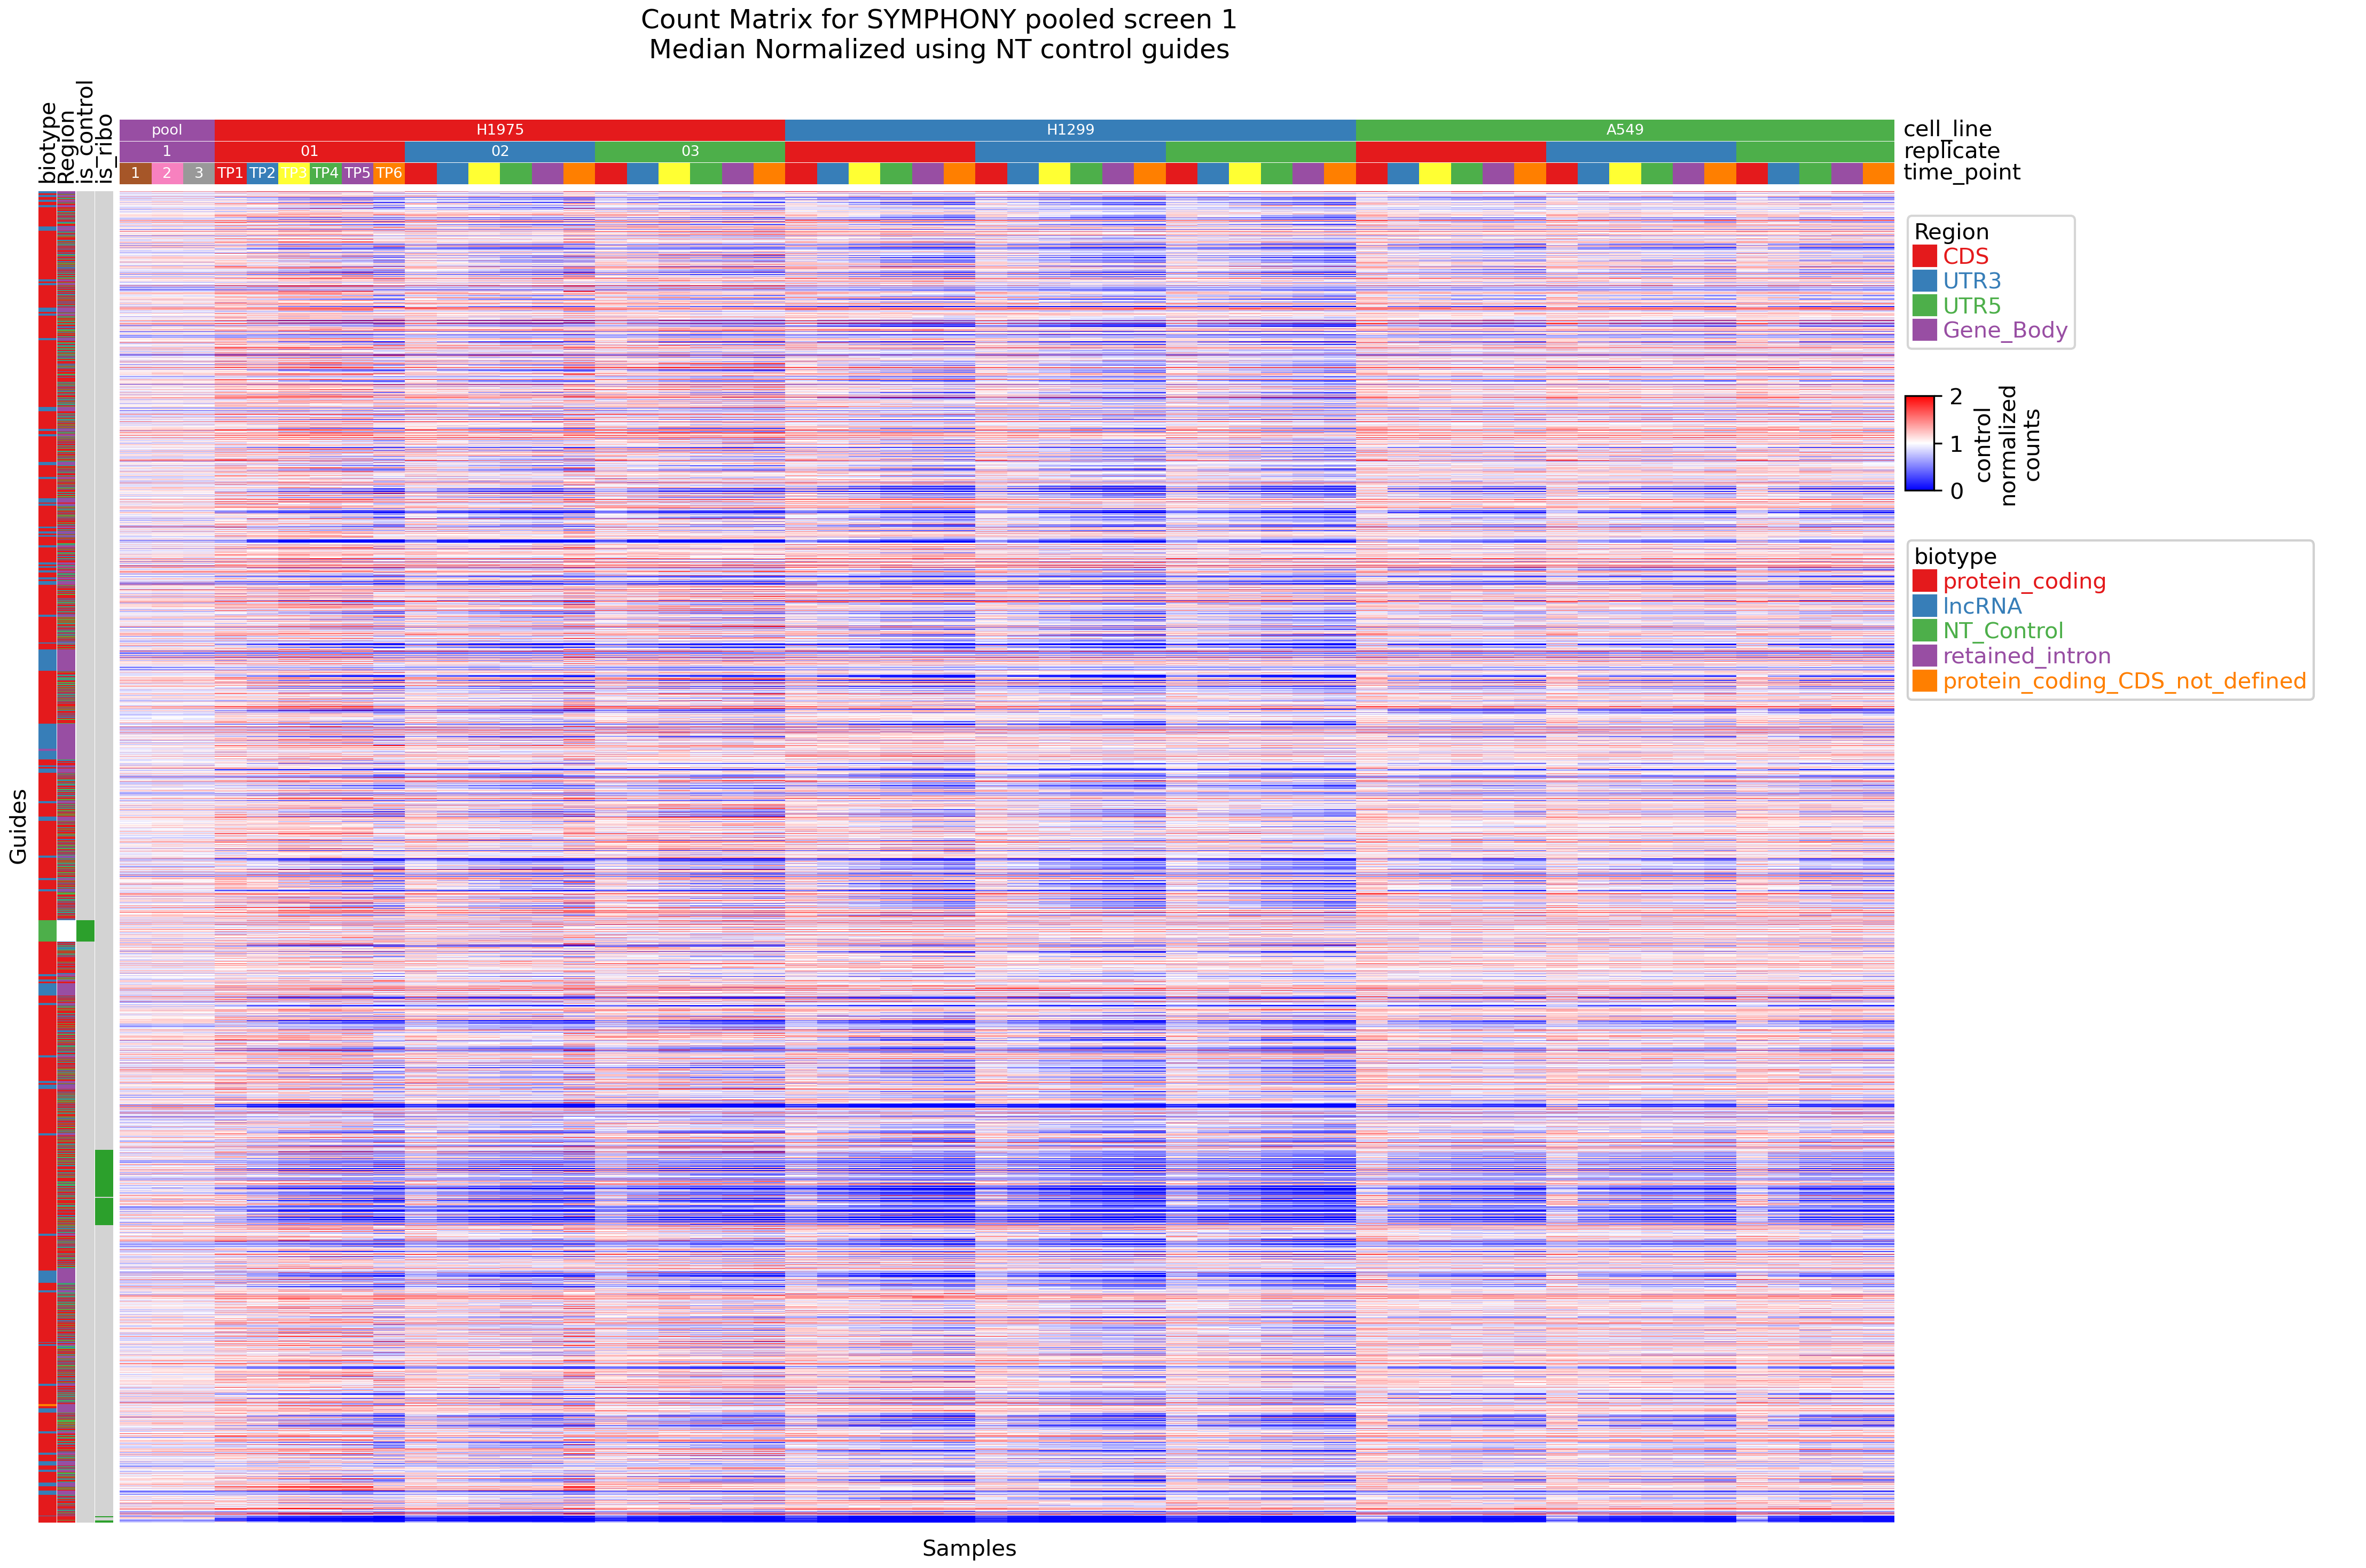 Count Matrix for SYMPHONY pooled screen 1
Median Normalized using NT control guides
biotype
Region
is_control
is_ribo
pool
H1975
H1299
A549
cell_line
1
01
02
03
replicate
1
2
3
TP1
TP2
TP3
TP4
TP5
TP6
time_point
Region
CDS
UTR3
UTR5
Gene_Body
2
1
0
control
normalized
counts
biotype
protein_coding
lncRNA
NT_Control
retained_intron
protein_coding_CDS_not_defined
Guides
Samples